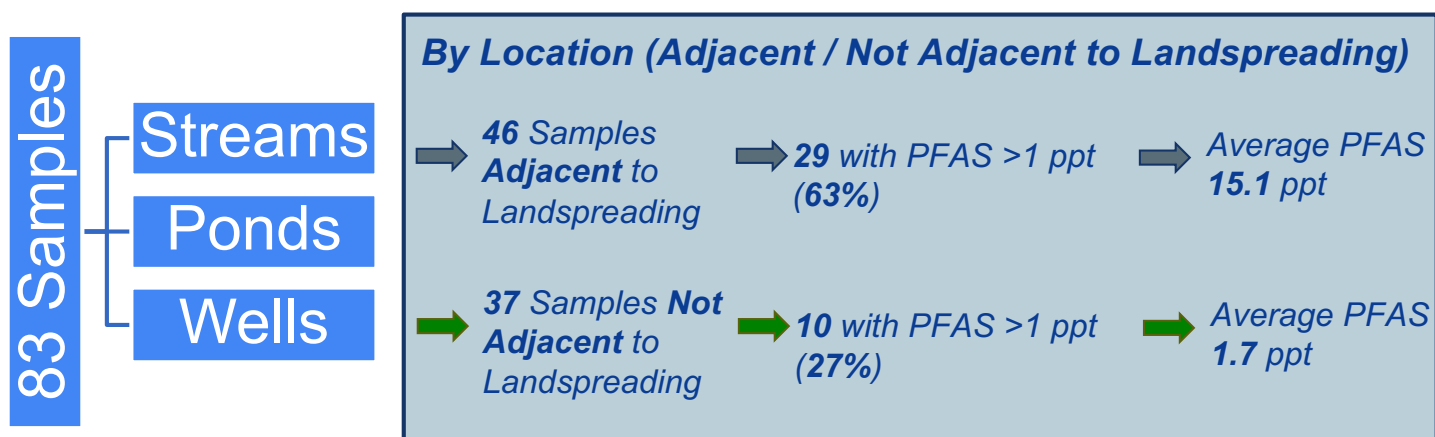 83 Samples
Streams
Ponds
Wells
By Location (Adjacent / Not Adjacent to Landspreading)
46 Samples
Adjacent to
Landspreading
29 with PFAS >1 ppt
(63%)
Average PFAS
15.1 ppt
37 Samples Not
Adjacent to
Landspreading
10 with PFAS >1 ppt
(27%)
Average PFAS
1.7 ppt